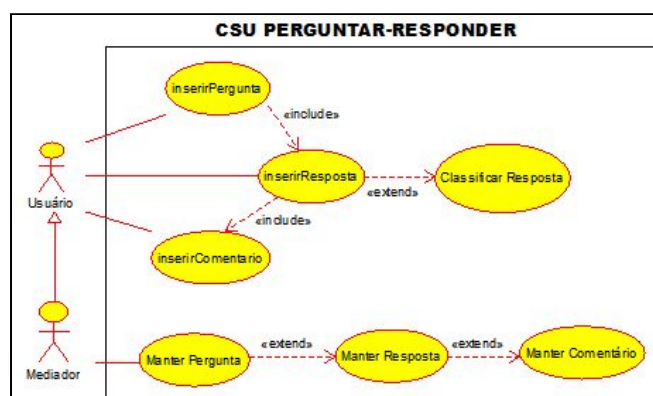 CSU PERGUNTAR-RESPONDER
inserirPergunta
«include»
inserirResposta
«extend»
Classificar Resposta
Usuário
«include»
inserirComentario
Mediador
Manter Pergunta
«extend»
Manter Resposta
«extend»
Manter Comentário